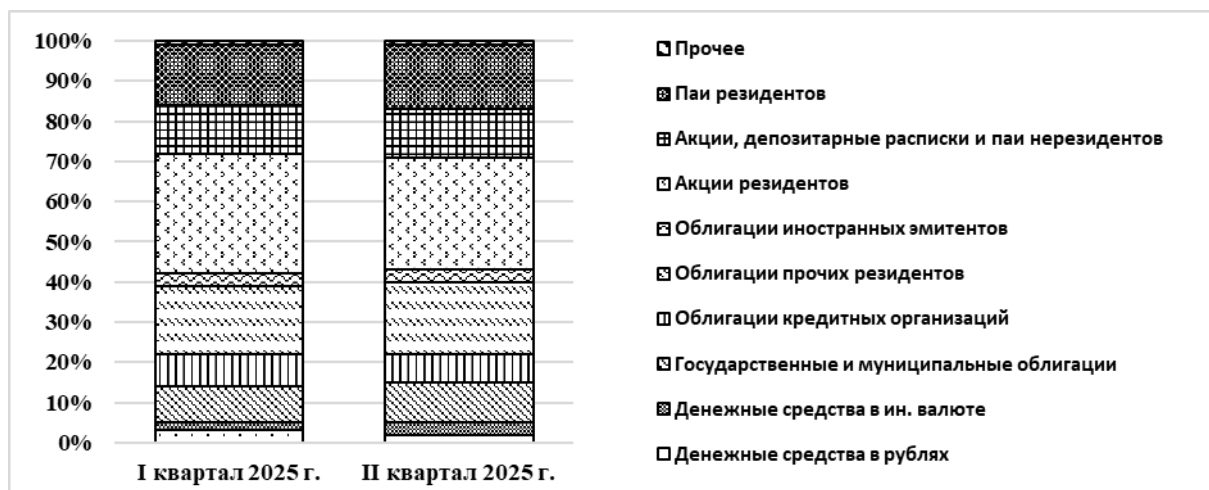 100%
90%
80%
70%
60%
50%
40%
30%
20%
10%
0%
I квартал 2025 г.
II квартал 2025 г.
Прочее
Паи резидентов
Акции, депозитарные расписки и паи нерезидентов
Акции резидентов
Облигации иностранных эмитентов
Облигации прочих резидентов
Облигации кредитных организаций
Государственные и муниципальные облигации
Денежные средства в ин. валюте
Денежные средства в рублях